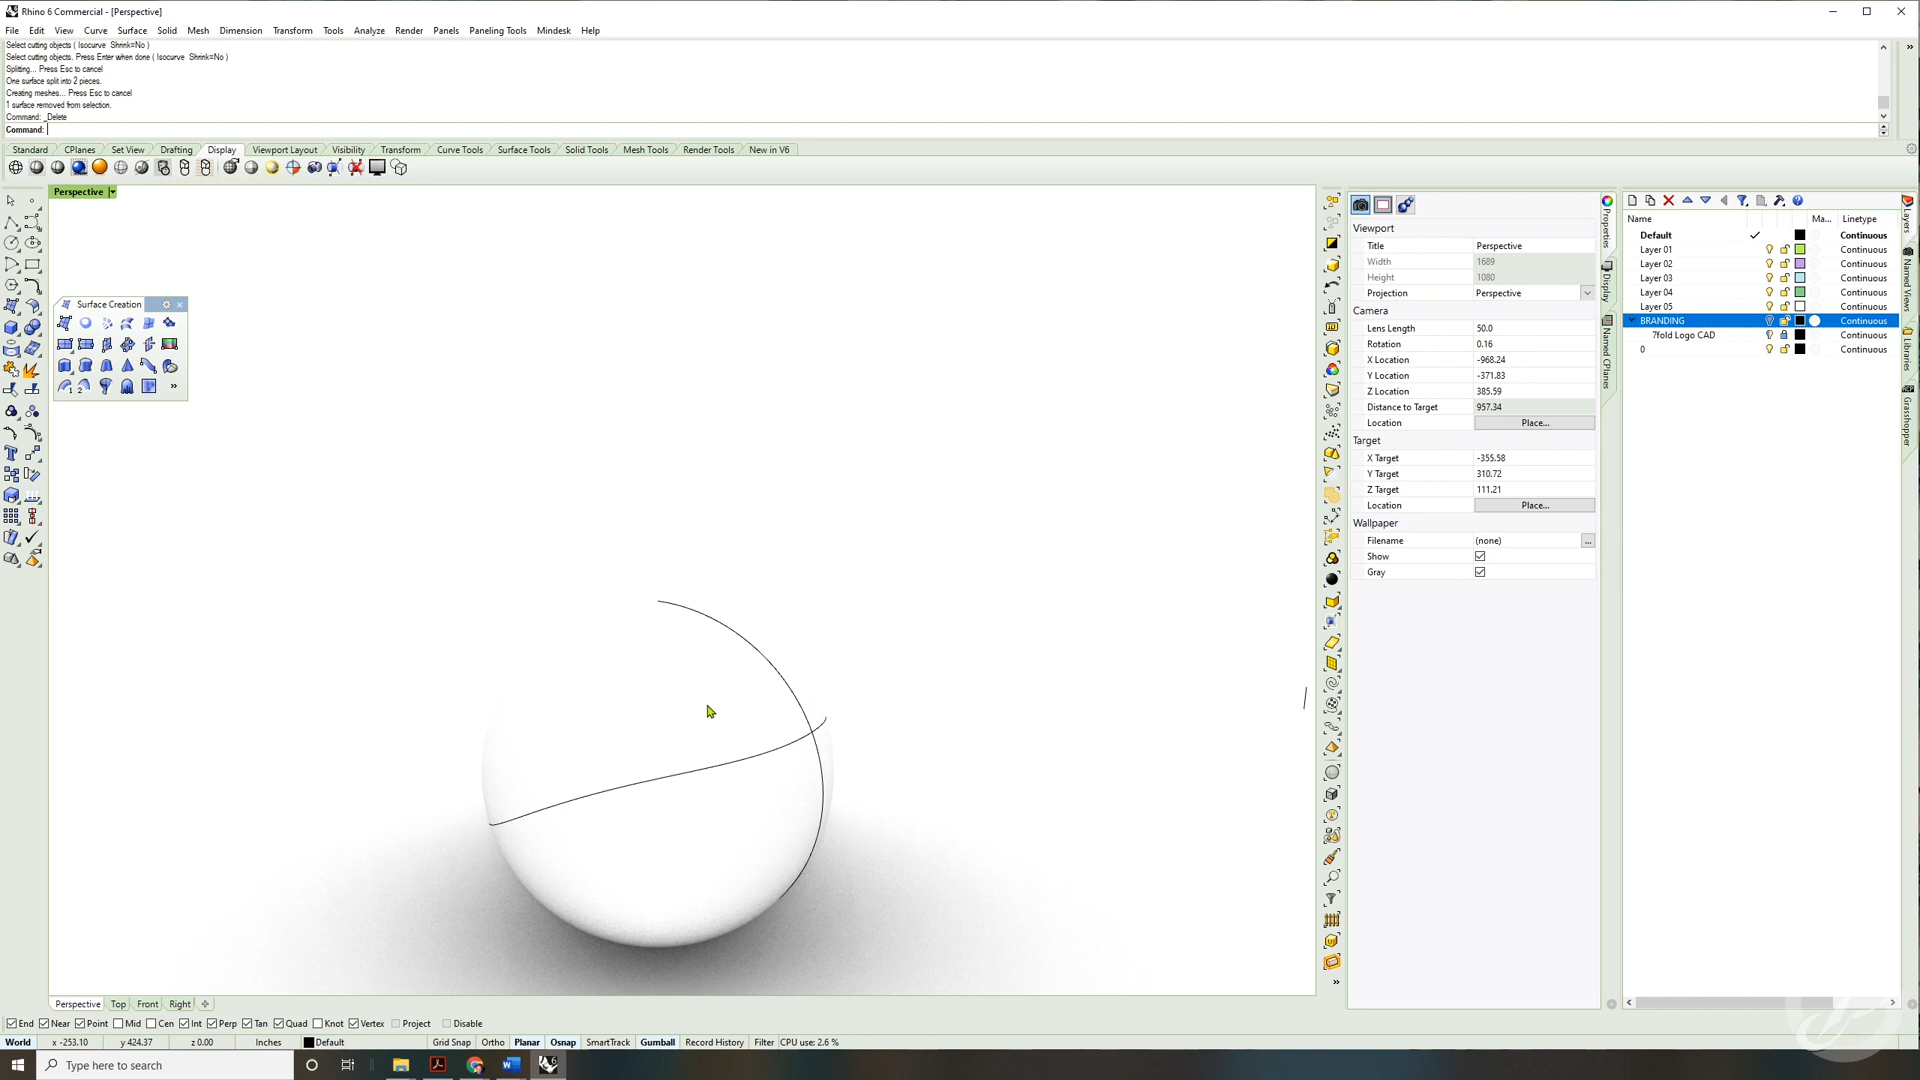 Rhino 6 Commercial - [Perspective]
File Edit View Curve Surface Solid Mesh Dimension Transform Tools Analyze Render Panels Paneling Tools Mindesk Help
Select cutting objects ( Isocurve Shrink=No )
Select cutting objects. Press Enter when done ( Isocurve Shrink=No )
Splitting... Press Esc to cancel
One surface split into 2 pieces.
Creating meshes... Press Esc to cancel
1 surface removed from selection.
Command: _Delete
Command:
Standard CPlanes Set View Drafting Display Viewport Layout Visibility Transform Curve Tools Surface Tools Solid Tools Mesh Tools Render Tools New in V6
Perspective
Surface Creation
Viewport
Title Perspective
Width 1689
Height 1080
Projection Perspective
Camera
Lens Length 50.0
Rotation 0.16
X Location -968.24
Y Location -371.83
Z Location 385.59
Distance to Target 957.34
Location Place...
Target
X Target -355.58
Y Target 310.72
Z Target 111.21
Location Place...
Wallpaper
Filename (none) ...
Show
Gray
Properties
Display
Named CPlanes
Name Ma... Linetype
Default Continuous
Layer 01 Continuous
Layer 02 Continuous
Layer 03 Continuous
Layer 04 Continuous
Layer 05 Continuous
BRANDING Continuous
7fold Logo CAD Continuous
0 Continuous
Layers
Named Views
Libraries
Grasshopper
Perspective Top Front Right
End Near Point Mid Cen Int Perp Tan Quad Knot Vertex Project Disable
World x -253.10 y 424.37 z 0.00 Inches Default Grid Snap Ortho Planar Osnap SmartTrack Gumball Record History Filter CPU use: 2.6 %
Type here to search